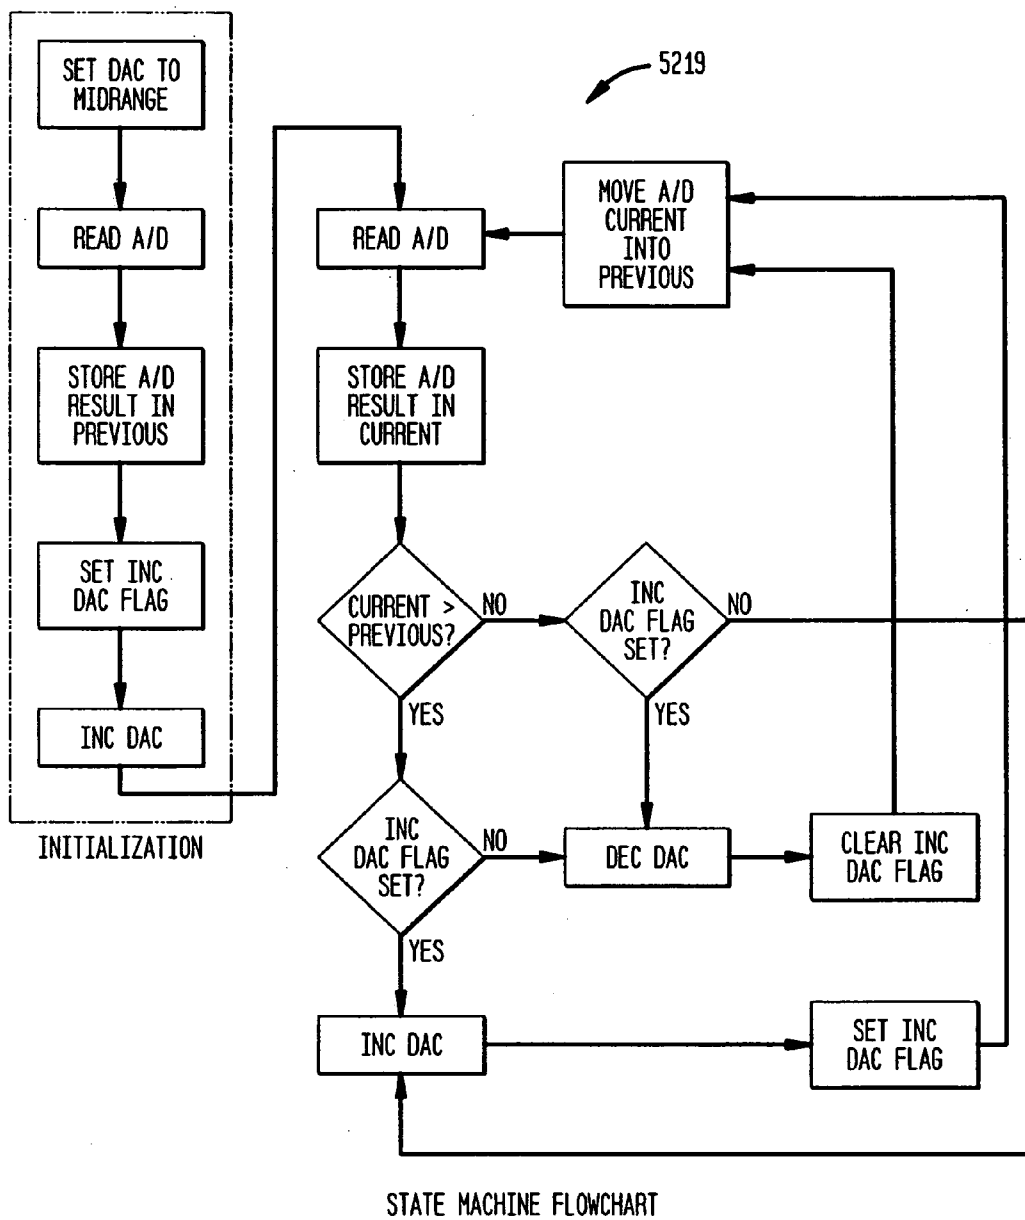 SET DAC TO
MIDRANGE
READ A/D
STORE A/D
RESULT IN
PREVIOUS
SET INC
DAC FLAG
INC DAC
INITIALIZATION
5219
READ A/D
MOVE A/D
CURRENT
INTO
PREVIOUS
STORE A/D
RESULT IN
CURRENT
CURRENT >
PREVIOUS?
NO
YES
INC
DAC FLAG
SET?
NO
YES
INC
DAC FLAG
SET?
NO
YES
DEC DAC
CLEAR INC
DAC FLAG
INC DAC
SET INC
DAC FLAG
STATE MACHINE FLOWCHART